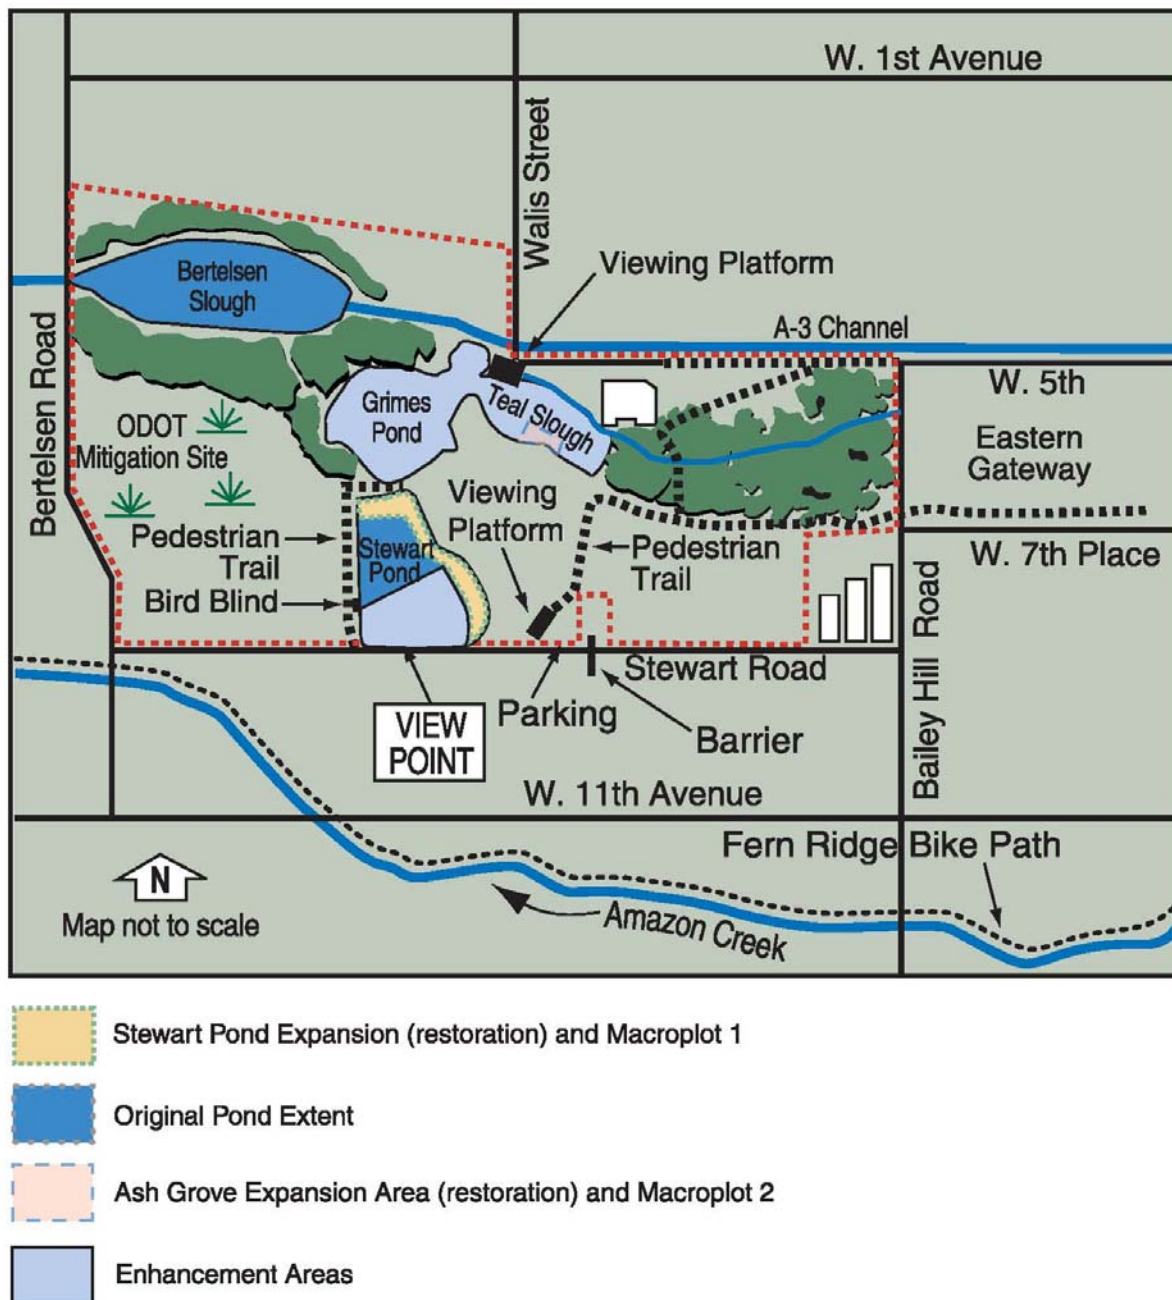 W. 1st Avenue
Walis Street
Viewing Platform
A-3 Channel
Bertelsen
Slough
Bertelsen Road
W. 5th
Eastern
Gateway
Grimes
Pond
Teal Slough
ODOT
Mitigation Site
Viewing
Platform
Pedestrian
Trail
Stewart
Pond
Pedestrian
Trail
Bird Blind
W. 7th Place
Bailey Hill Road
Stewart Road
VIEW
POINT
Parking
Barrier
W. 11th Avenue
Fern Ridge Bike Path
N
Map not to scale
Amazon Creek
Stewart Pond Expansion (restoration) and Macroplot 1
Original Pond Extent
Ash Grove Expansion Area (restoration) and Macroplot 2
Enhancement Areas